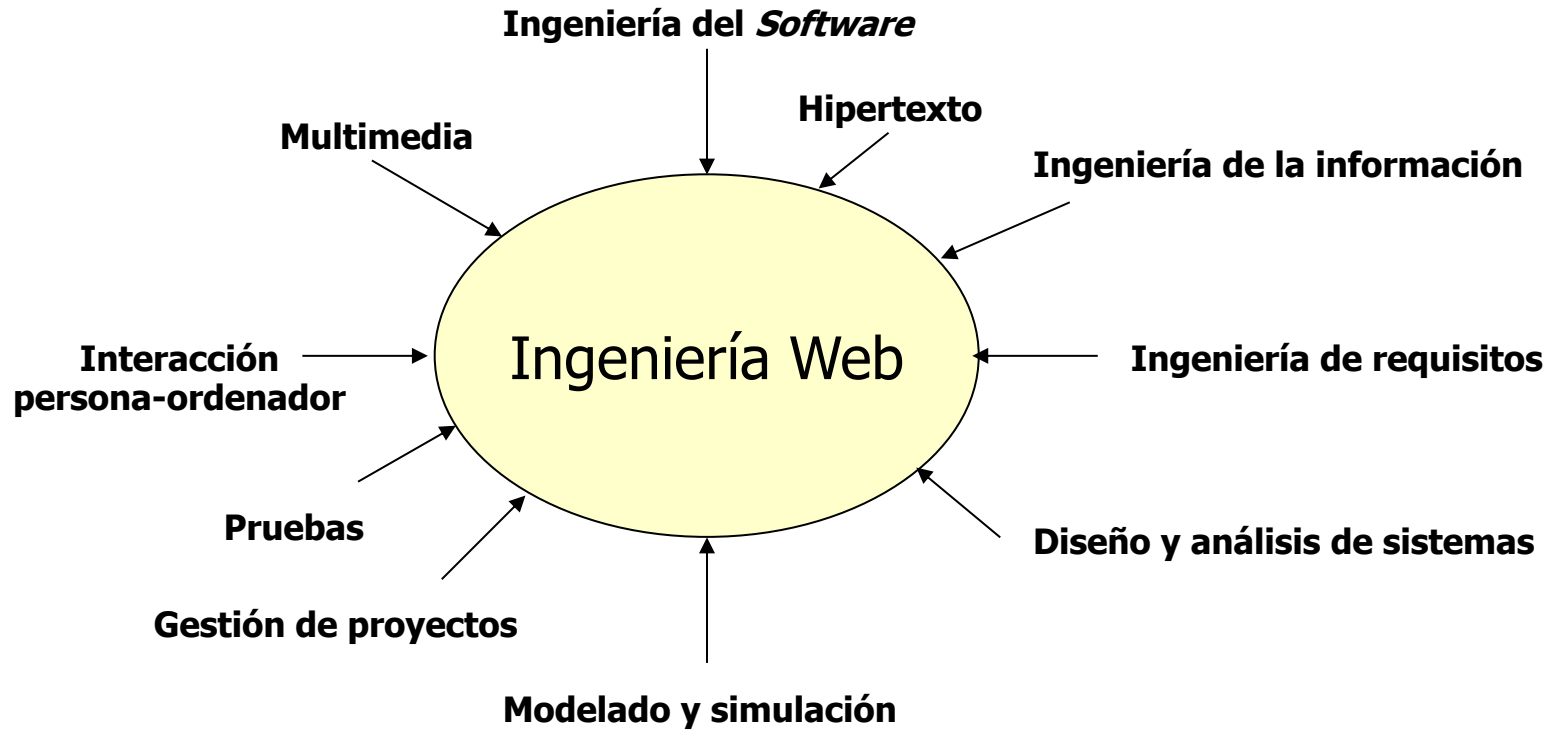 Ingeniería del Software
Hipertexto
Multimedia
Ingeniería de la información
Ingeniería Web
Interacción
persona-ordenador
Ingeniería de requisitos
Pruebas
Diseño y análisis de sistemas
Gestión de proyectos
Modelado y simulación